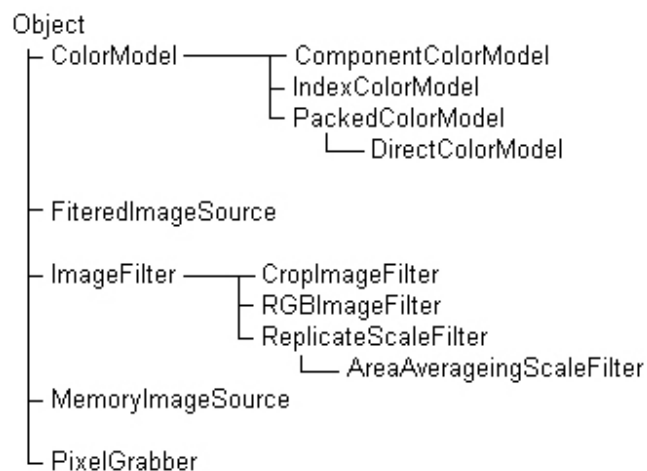 Object
ColorModel ComponentColorModel
IndexColorModel
PackedColorModel
DirectColorModel
FiteredImageSource
ImageFilter CropImageFilter
RGBImageFilter
ReplicateScaleFilter
AreaAverageingScaleFilter
MemoryImageSource
PixelGrabber